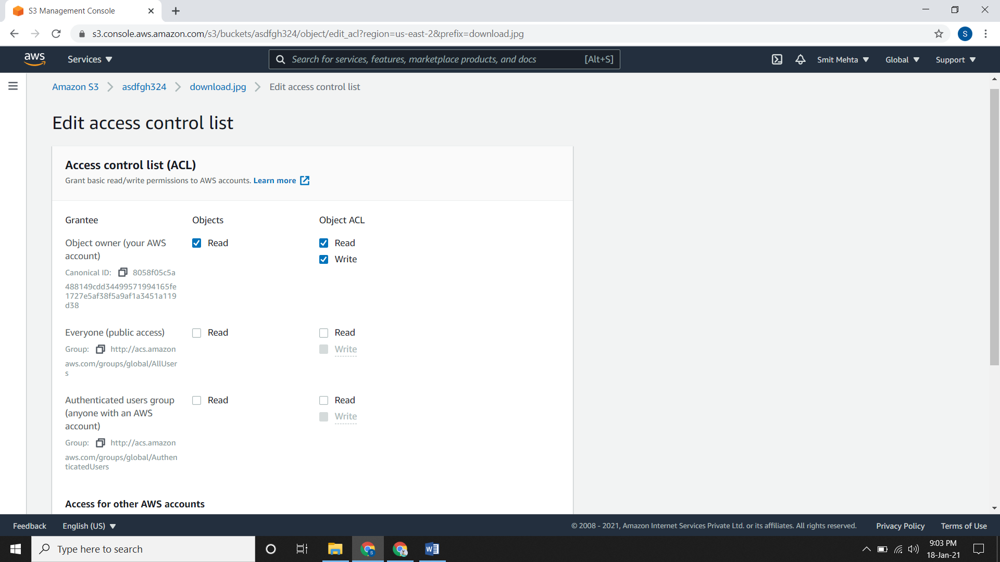 S3 Management Console
s3.console.aws.amazon.com/s3/buckets/asdfgh324/object/edit_acl?region=us-east-2&prefix=download.jpg
S
aws
Services
Search for services, features, marketplace products, and docs
[Alt+S]
Smit Mehta
Global
Support
Amazon S3
asdfgh324
download.jpg
Edit access control list
Edit access control list
Access control list (ACL)
Grant basic read/write permissions to AWS accounts. Learn more
Grantee
Objects
Object ACL
Object owner (your AWS
account)
Canonical ID: 8058f05c5a
488149cdd34499571994165fe
1727e5af38f5a9af1a3451a119
d38
Read
Read
Write
Everyone (public access)
Group: http://acs.amazon
aws.com/groups/global/AllUser
s
Read
Read
Write
Authenticated users group
(anyone with an AWS
account)
Group: http://acs.amazon
aws.com/groups/global/Authen
ticatedUsers
Read
Read
Write
Access for other AWS accounts
Feedback
English (US)
© 2008 - 2021, Amazon Internet Services Private Ltd. or its affiliates. All rights reserved.
Privacy Policy
Terms of Use
Type here to search
9:03 PM
18-Jan-21